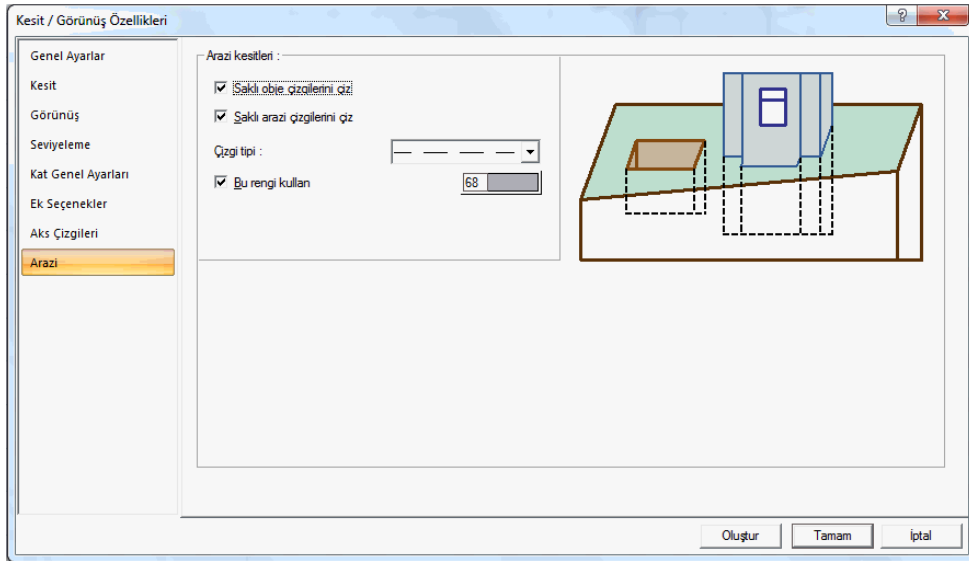 Kesit / Görünüş Özellikleri
Genel Ayarlar
Kesit
Görünüş
Seviyeleme
Kat Genel Ayarları
Ek Seçenekler
Aks Çizgileri
Arazi
Arazi kesitleri :
Saklı obje çizgilerini çiz
Saklı arazi çizgilerini çiz
Çizgi tipi :
Bu rengi kullan
68
Oluştur
Tamam
İptal